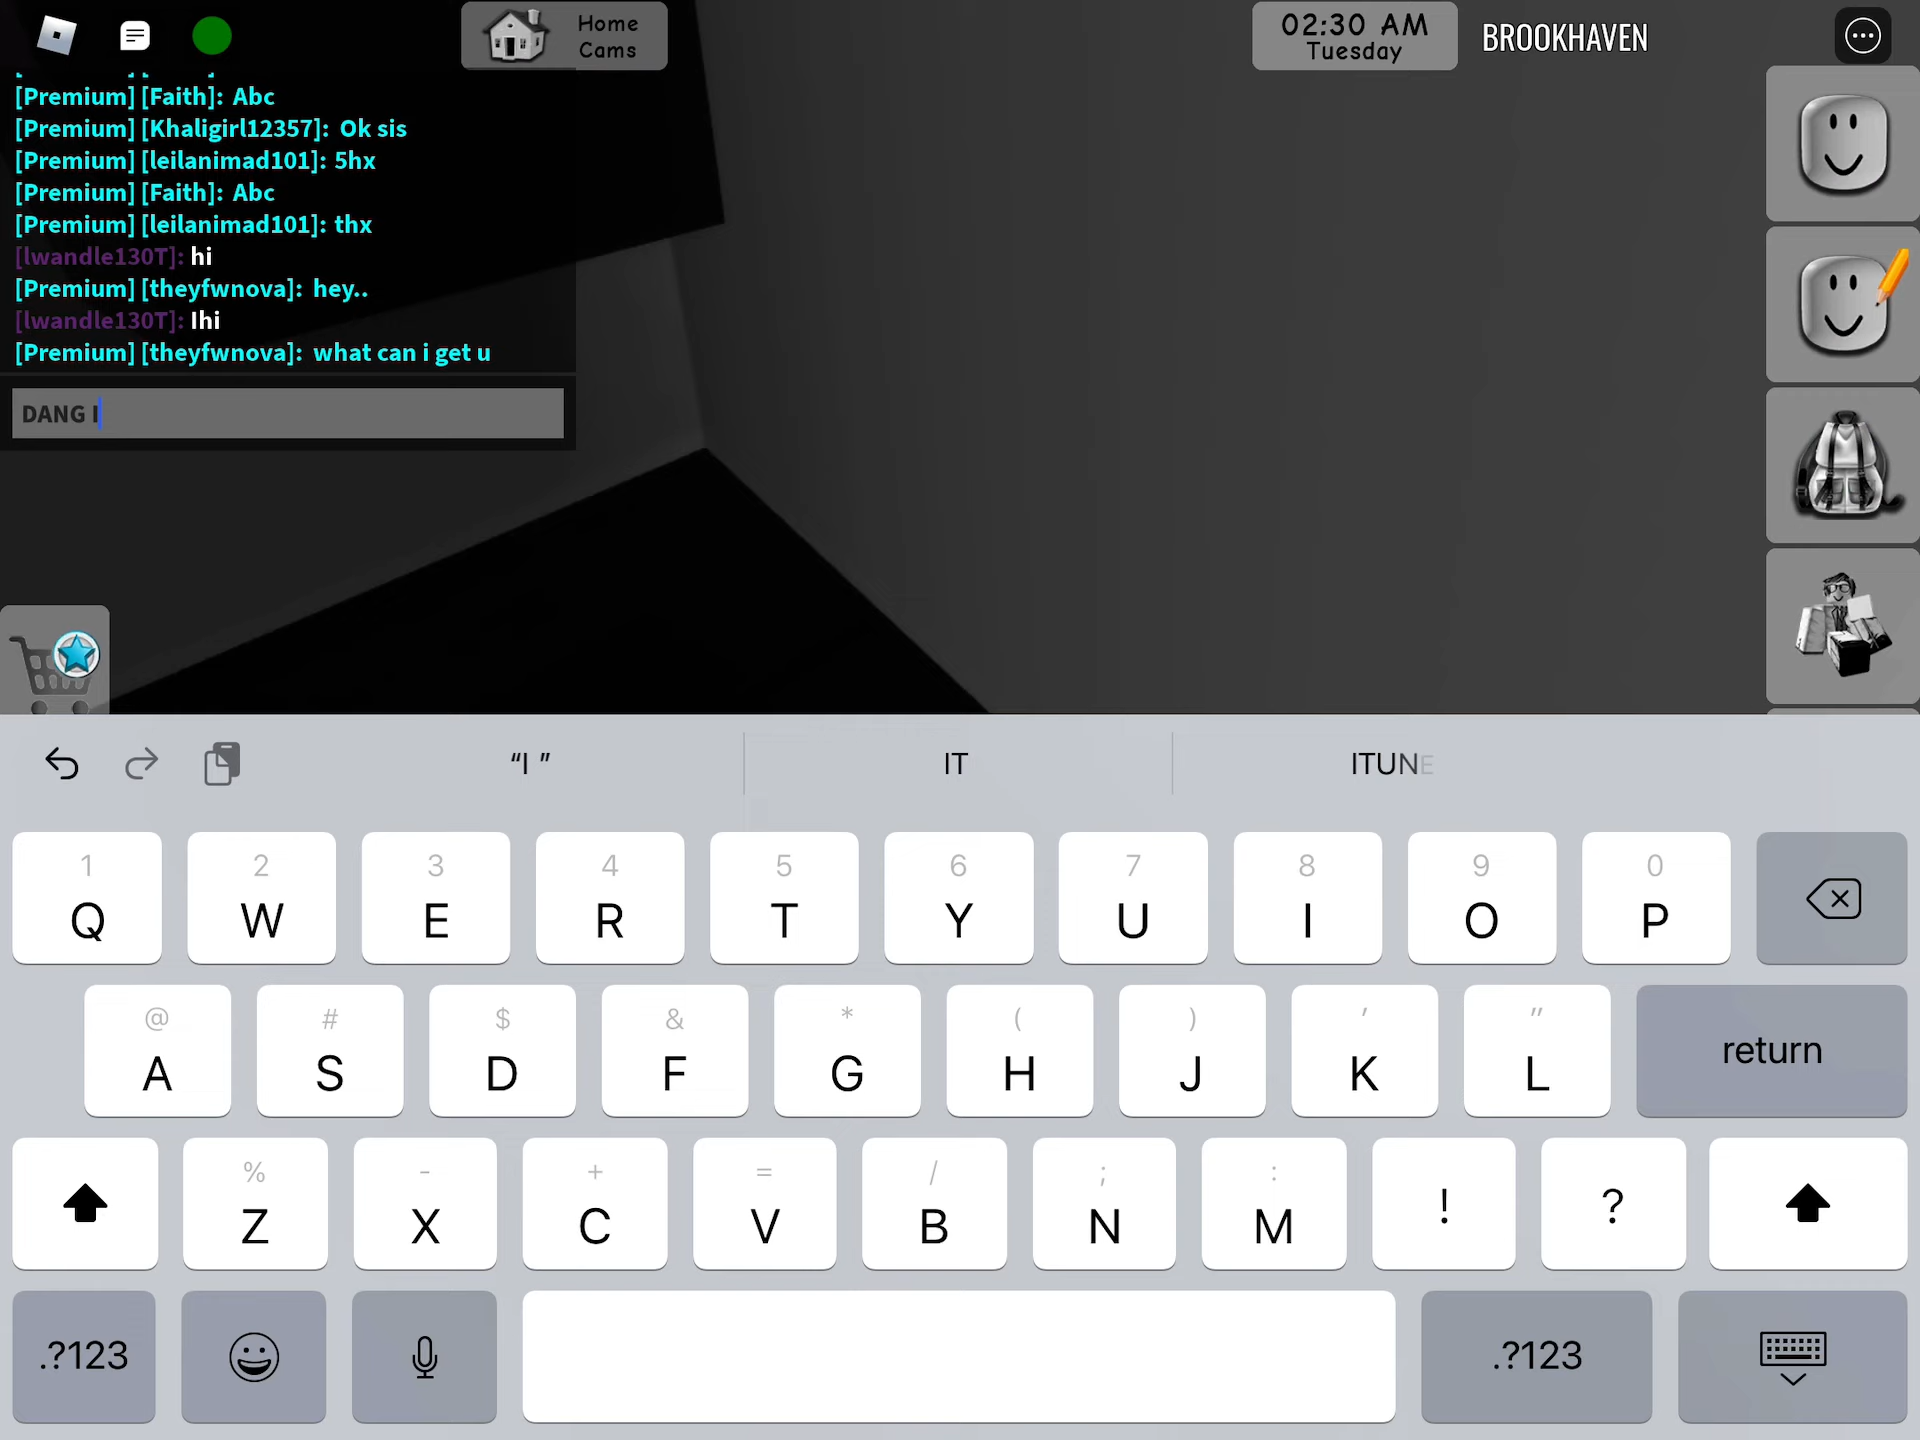 Home
Cams
02:30 AM
Tuesday
BROOKHAVEN
[Premium] [Faith]: Abc
[Premium] [Khaligirl12357]: Ok sis
[Premium] [leilanimad101]: 5hx
[Premium] [Faith]: Abc
[Premium] [leilanimad101]: thx
[lwandle130T]: hi
[Premium] [theyfwnova]: hey..
[lwandle130T]: Ihi
[Premium] [theyfwnova]: what can i get u
DANG I
“I ” IT ITUNE
1 2 3 4 5 6 7 8 9 0
Q W E R T Y U I O P
@ # $ & * ( ) ' "
A S D F G H J K L return
% - + = / ; :
Z X C V B N M ! ?
.?123 .?123